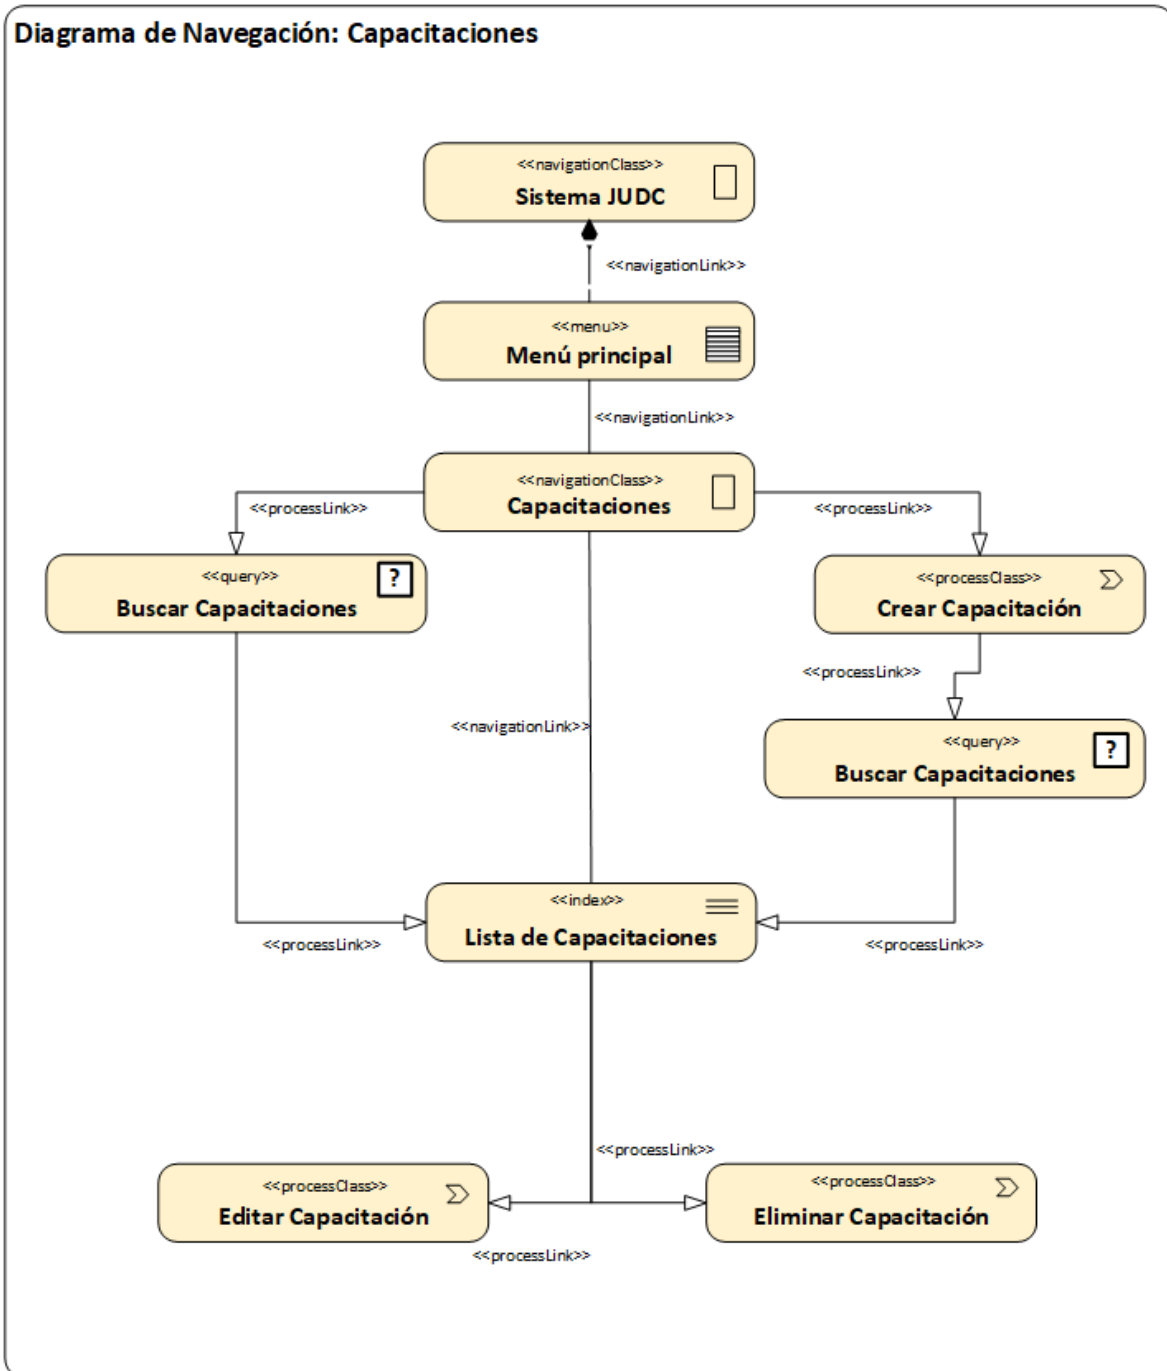 Diagrama de Navegación: Capacitaciones
<<navigationClass>>
Sistema JUDC
<<navigationLink>>
<<menu>>
Menú principal
<<navigationLink>>
<<navigationClass>>
Capacitaciones
<<processLink>>
<<processLink>>
<<query>>
?
Buscar Capacitaciones
<<processClass>>
Crear Capacitación
<<processLink>>
<<navigationLink>>
<<query>>
?
Buscar Capacitaciones
<<index>>
Lista de Capacitaciones
<<processLink>>
<<processLink>>
<<processLink>>
<<processClass>>
Editar Capacitación
<<processClass>>
Eliminar Capacitación
<<processLink>>